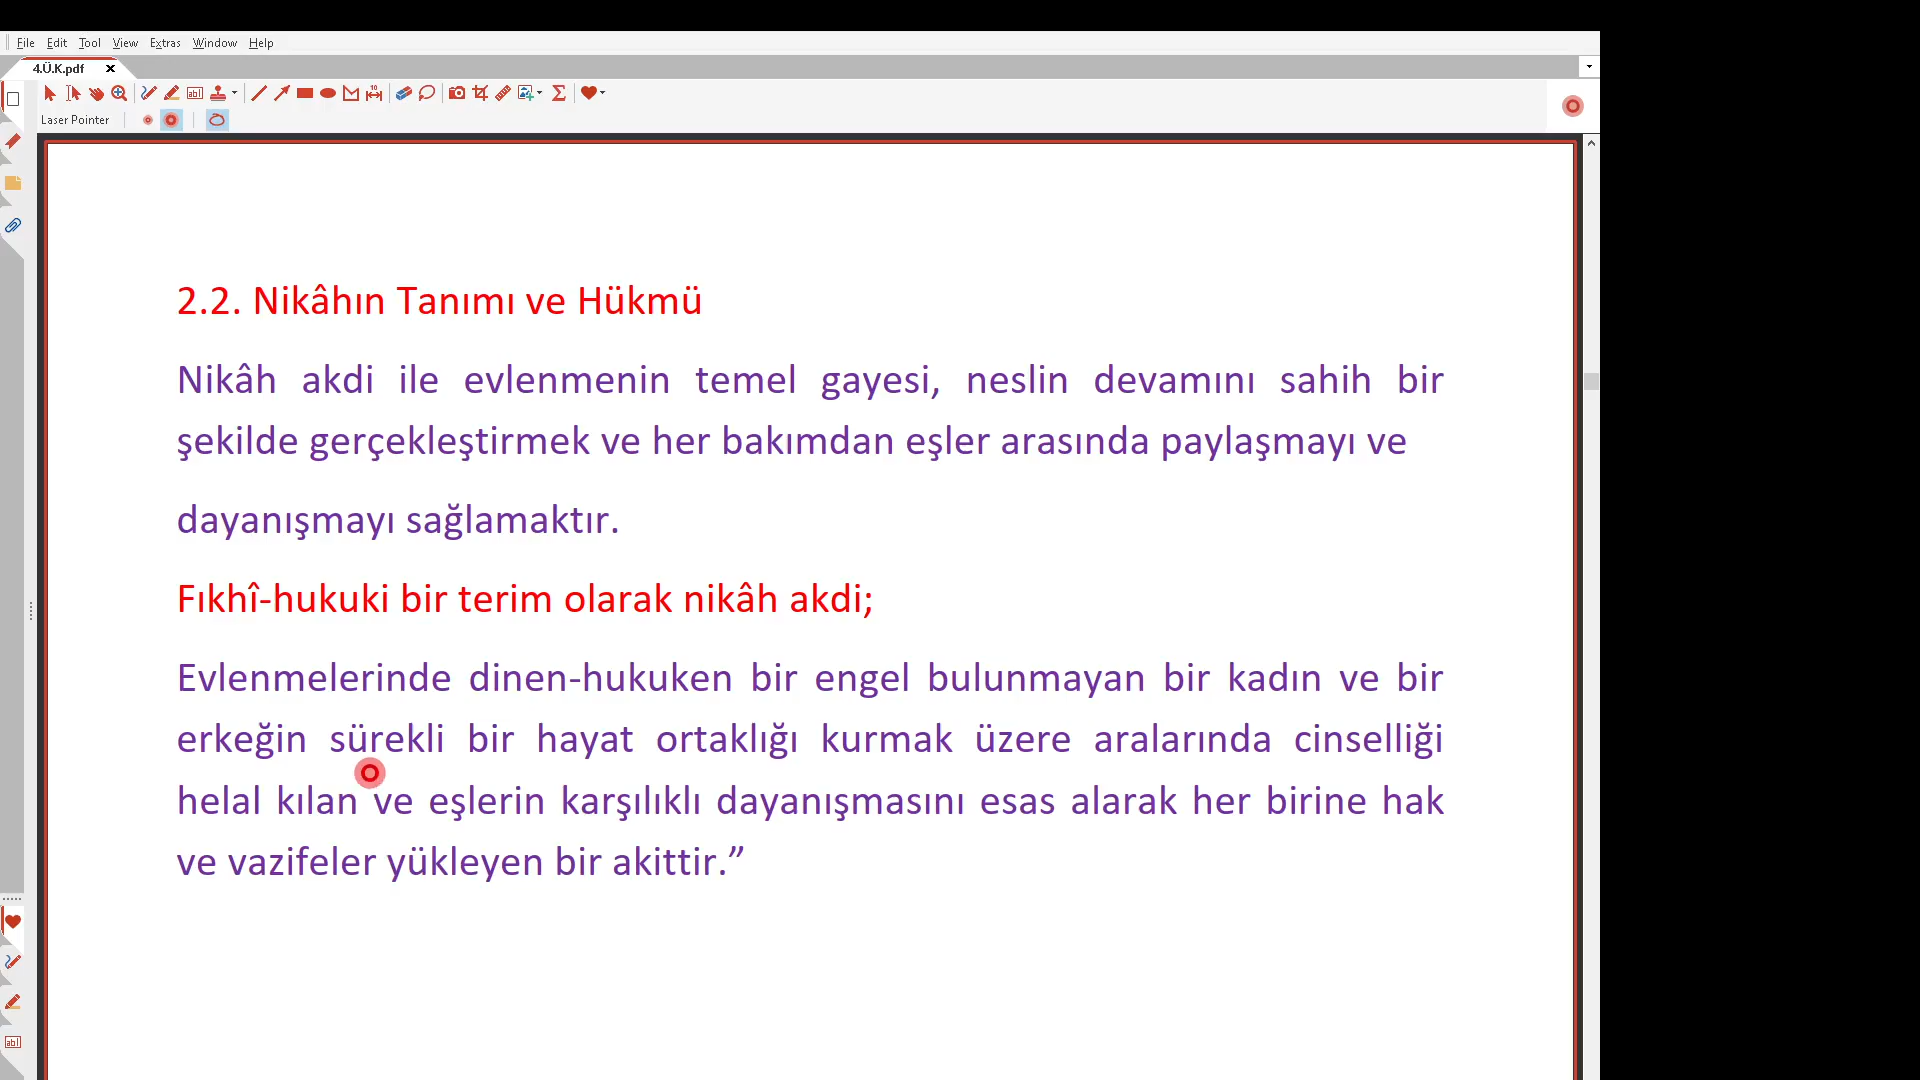 File Edit Tool View Extras Window Help
4.Ü.K.pdf
Laser Pointer
2.2. Nikâhın Tanımı ve Hükmü
Nikâh akdi ile evlenmenin temel gayesi, neslin devamını sahih bir
şekilde gerçekleştirmek ve her bakımdan eşler arasında paylaşmayı ve
dayanışmayı sağlamaktır.
Fıkhî-hukuki bir terim olarak nikâh akdi;
Evlenmelerinde dinen-hukuken bir engel bulunmayan bir kadın ve bir
erkeğin sürekli bir hayat ortaklığı kurmak üzere aralarında cinselliği
helal kılan ve eşlerin karşılıklı dayanışmasını esas alarak her birine hak
ve vazifeler yükleyen bir akittir.”